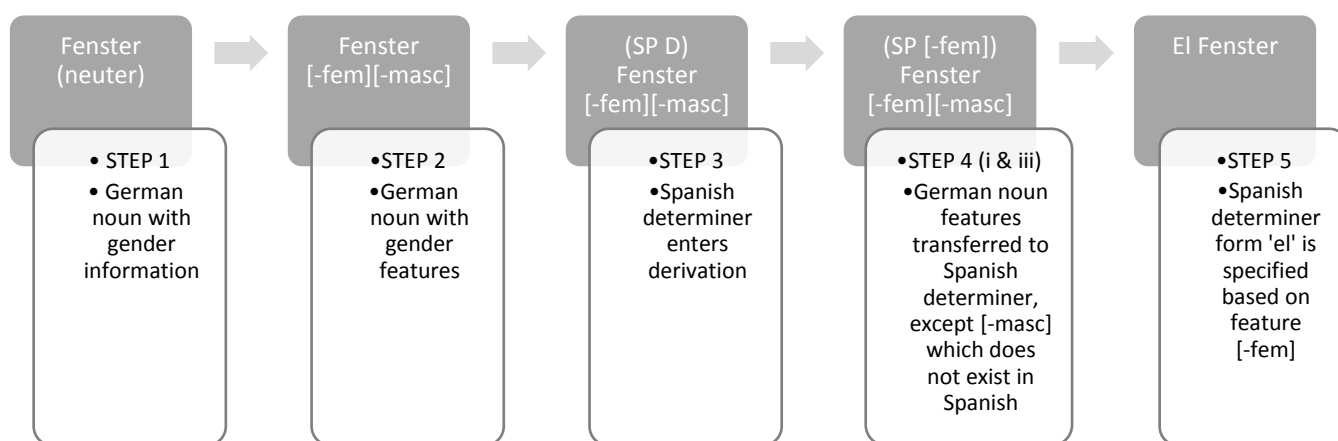 Fenster
(neuter)
• STEP 1
• German
noun with
gender
information
Fenster
[-fem][-masc]
•STEP 2
•German
noun with
gender
features
(SP D)
Fenster
[-fem][-masc]
•STEP 3
•Spanish
determiner
enters
derivation
(SP [-fem])
Fenster
[-fem][-masc]
•STEP 4 (i & iii)
•German noun
features
transferred to
Spanish
determiner,
except [-masc]
which does
not exist in
Spanish
El Fenster
•STEP 5
•Spanish
determiner
form 'el' is
specified
based on
feature
[-fem]